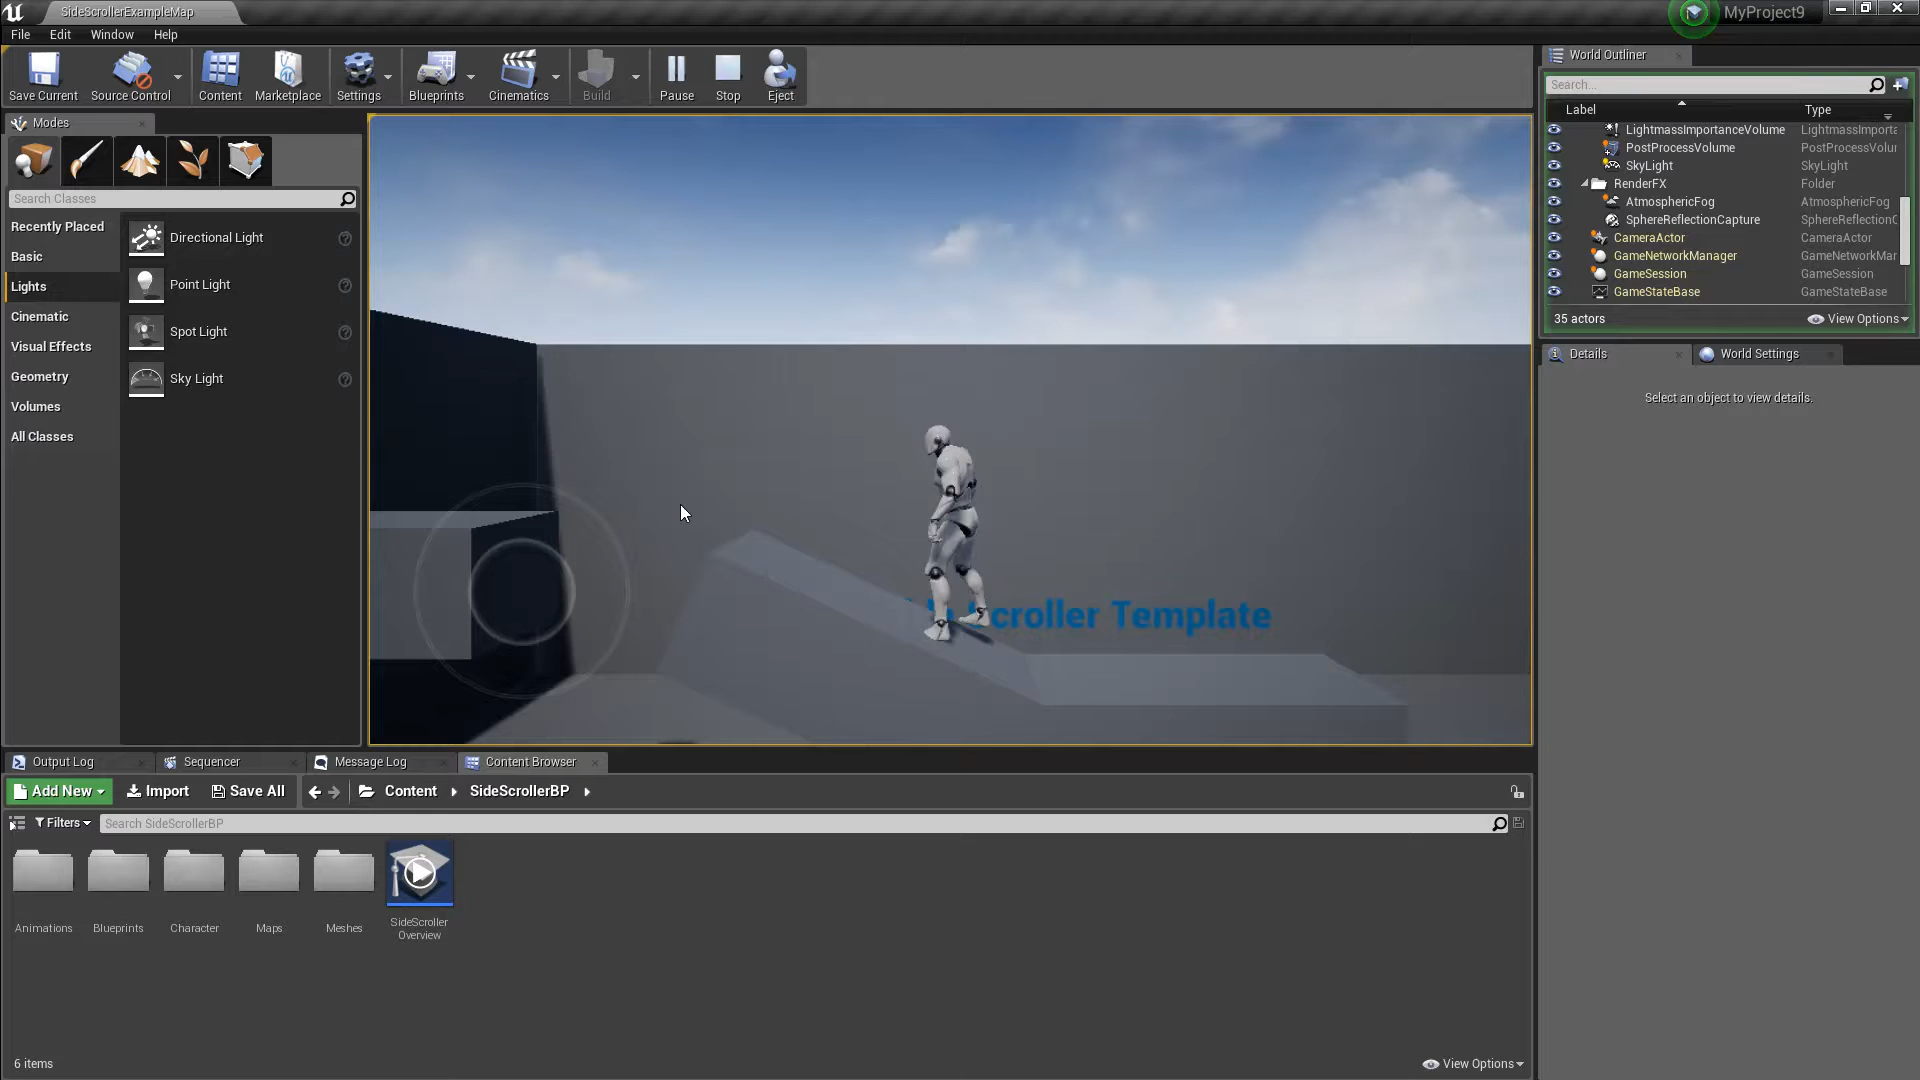 SideScrollerExampleMap
MyProject9
File Edit Window Help
Save Current Source Control Content Marketplace Settings Blueprints Cinematics Build Pause Stop Eject
Modes
Search Classes
Recently Placed
Basic
Lights
Cinematic
Visual Effects
Geometry
Volumes
All Classes
Directional Light
Point Light
Spot Light
Sky Light
Scroller Template
World Outliner
Search...
Label Type
LightmassImportanceVolume LightmassImporta
PostProcessVolume PostProcessVolur
SkyLight SkyLight
RenderFX Folder
AtmosphericFog AtmosphericFog
SphereReflectionCapture SphereReflectionC
CameraActor CameraActor
GameNetworkManager GameNetworkMar
GameSession GameSession
GameStateBase GameStateBase
35 actors View Options
Details World Settings
Select an object to view details.
Output Log Sequencer Message Log Content Browser
Add New Import Save All Content SideScrollerBP
Filters Search SideScrollerBP
Animations Blueprints Character Maps Meshes SideScroller
Overview
6 items View Options